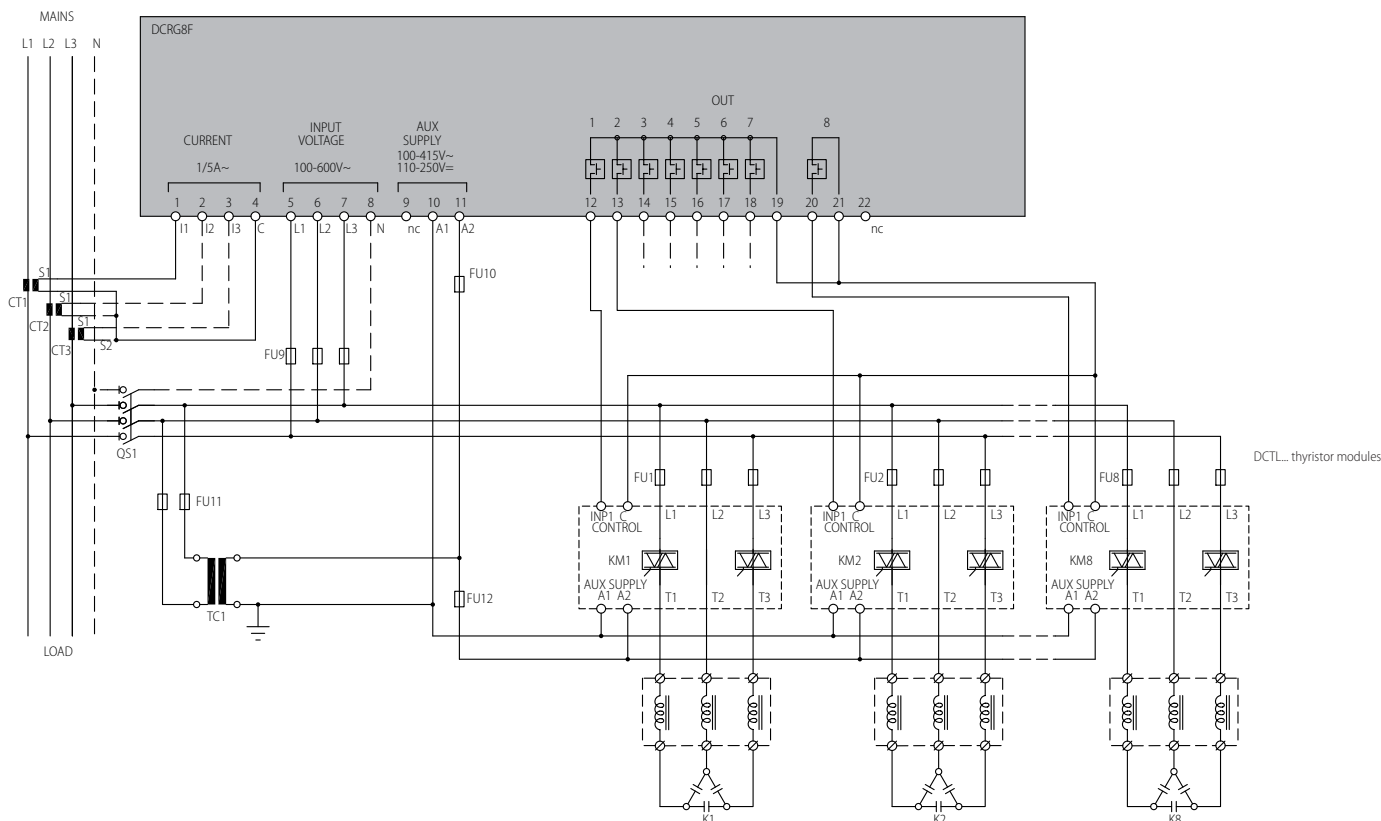 MAINS
L1 L2 L3 N
DCRG8F
OUT
1 2 3 4 5 6 7 8
CURRENT
INPUT
VOLTAGE
AUX
SUPPLY
1/5A~
100-600V~
100-415V~
110-250V=
1 2 3 4 5 6 7 8 9 10 11 12 13 14 15 16 17 18 19 20 21 22
I1 I2 I3 C L1 L2 L3 N nc A1 A2 nc
FU10
S1
CT1
S1
CT2
S1
CT3
S2
FU9
QS1
DCTL... thyristor modules
FU1 FU2 FU8
FU11
INP1 C L1 L2 L3
CONTROL
KM1
AUX SUPPLY
A1 A2 T1 T2 T3
INP1 C L1 L2 L3
CONTROL
KM2
AUX SUPPLY
A1 A2 T1 T2 T3
INP1 C L1 L2 L3
CONTROL
KM8
AUX SUPPLY
A1 A2 T1 T2 T3
FU12
TC1
LOAD
K1 K2 K8